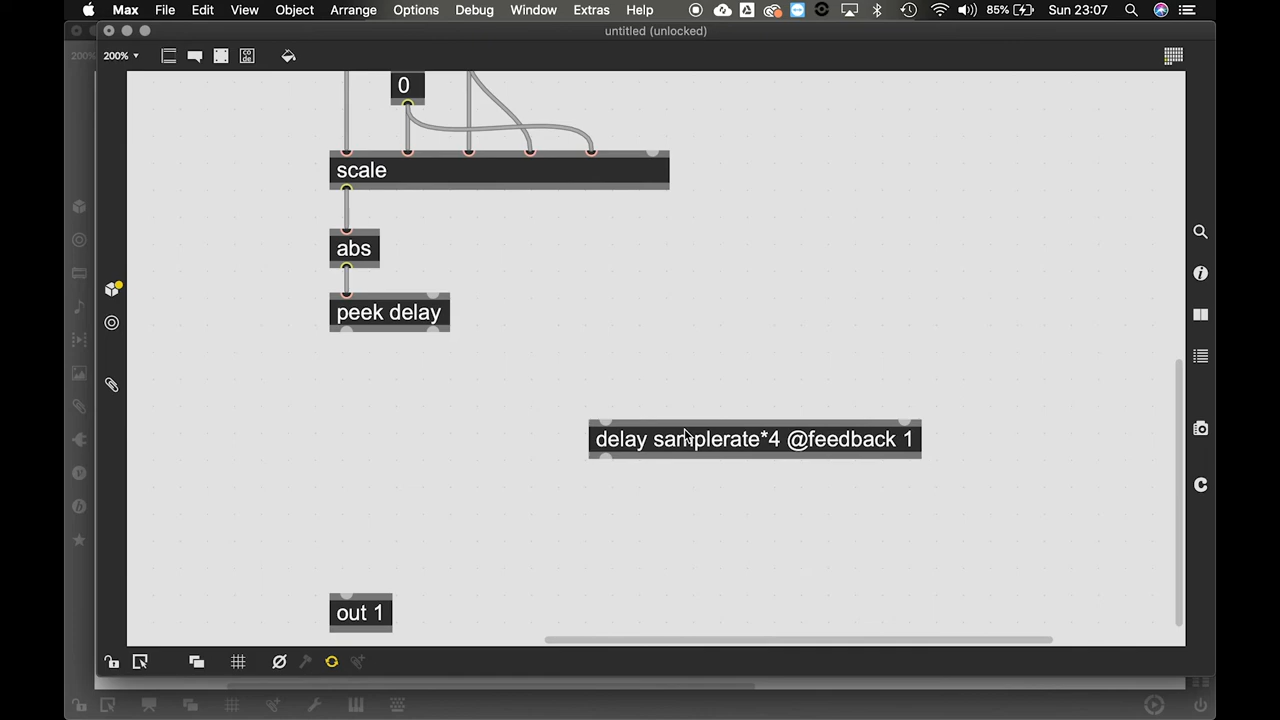 Max File Edit View Object Arrange Options Debug Window Extras Help 85% Sun 23:07
untitled (unlocked)
200%
0
scale
abs
peek delay
delay samplerate*4 @feedback 1
out 1